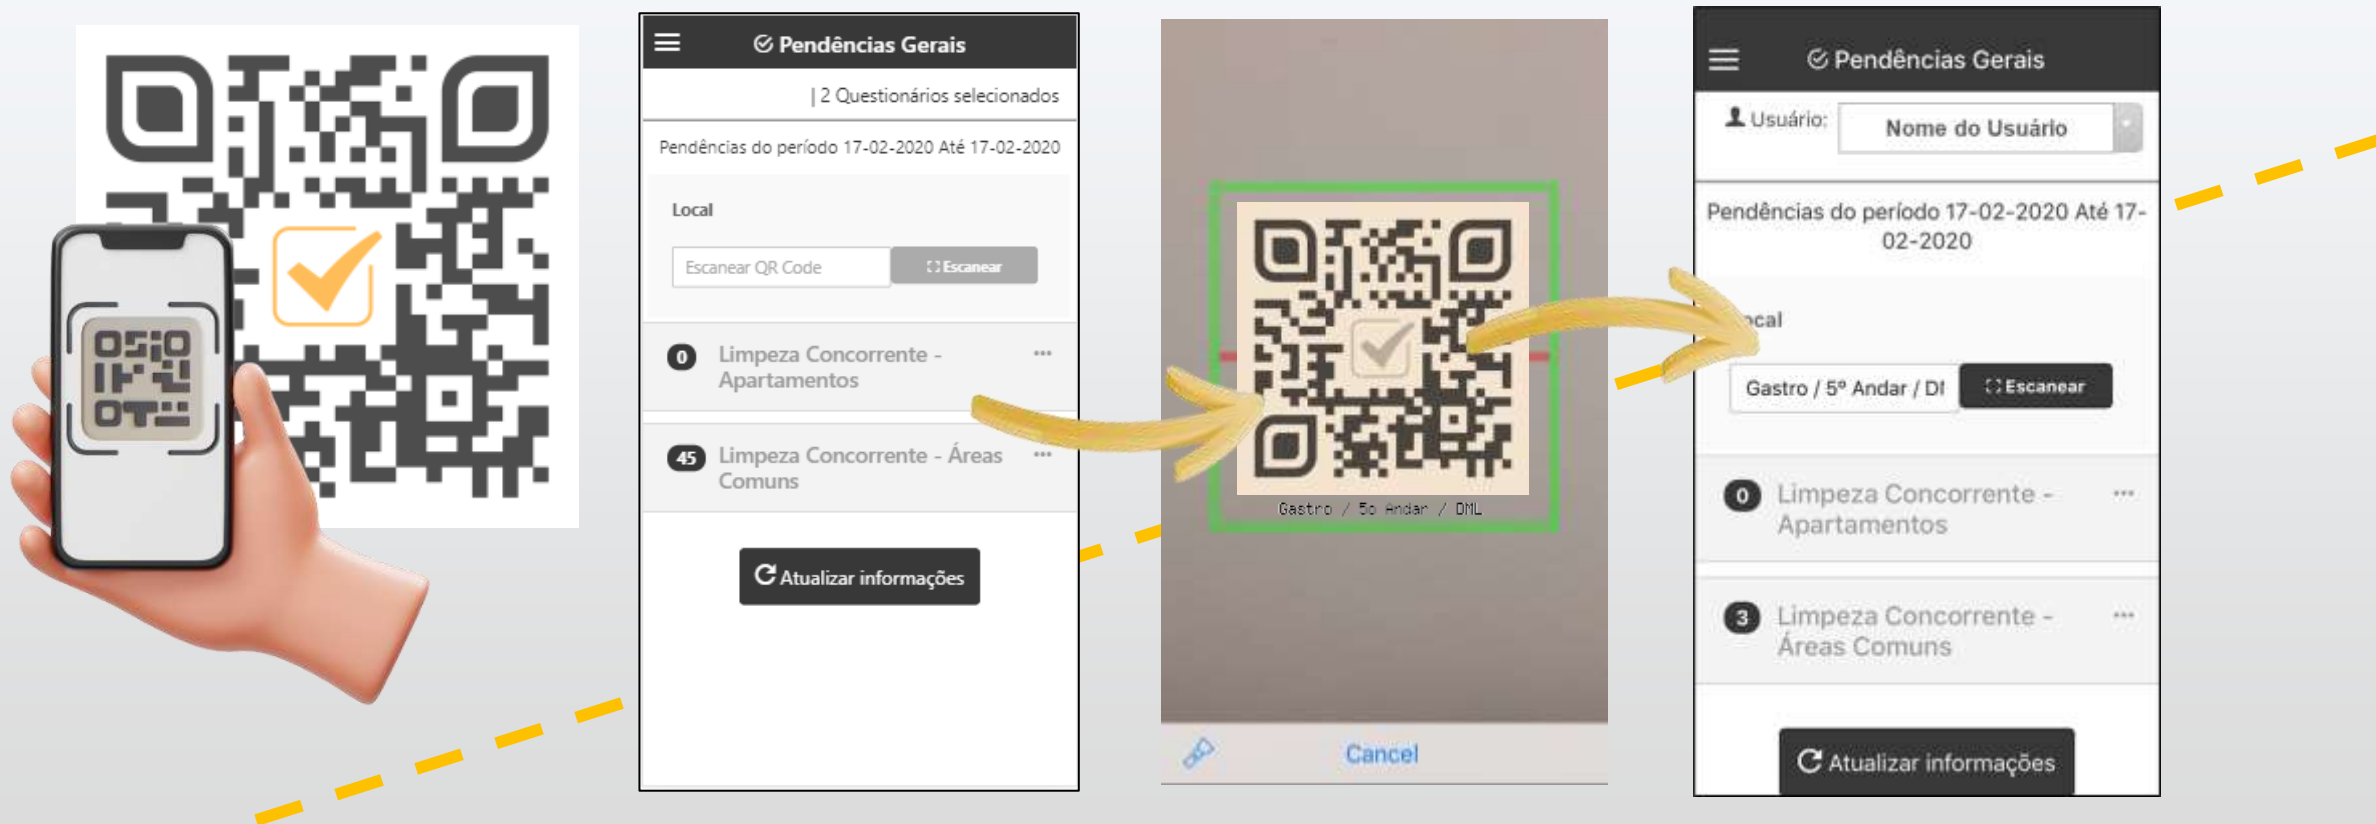 Pendências Gerais
| 2 Questionários selecionados
Pendências do período 17-02-2020 Até 17-02-2020
Local
Escanear QR Code
Escanear
0
Limpeza Concorrente -
Apartamentos
...
45
Limpeza Concorrente - Áreas
Comuns
...
Atualizar informações
Gastro / 5o Andar / DML
Cancel
Pendências Gerais
Usuário:
Nome do Usuário
Pendências do período 17-02-2020 Até 17-
02-2020
ocal
Gastro / 5º Andar / DI
Escanear
0
Limpeza Concorrente -
Apartamentos
...
3
Limpeza Concorrente -
Áreas Comuns
...
Atualizar informações